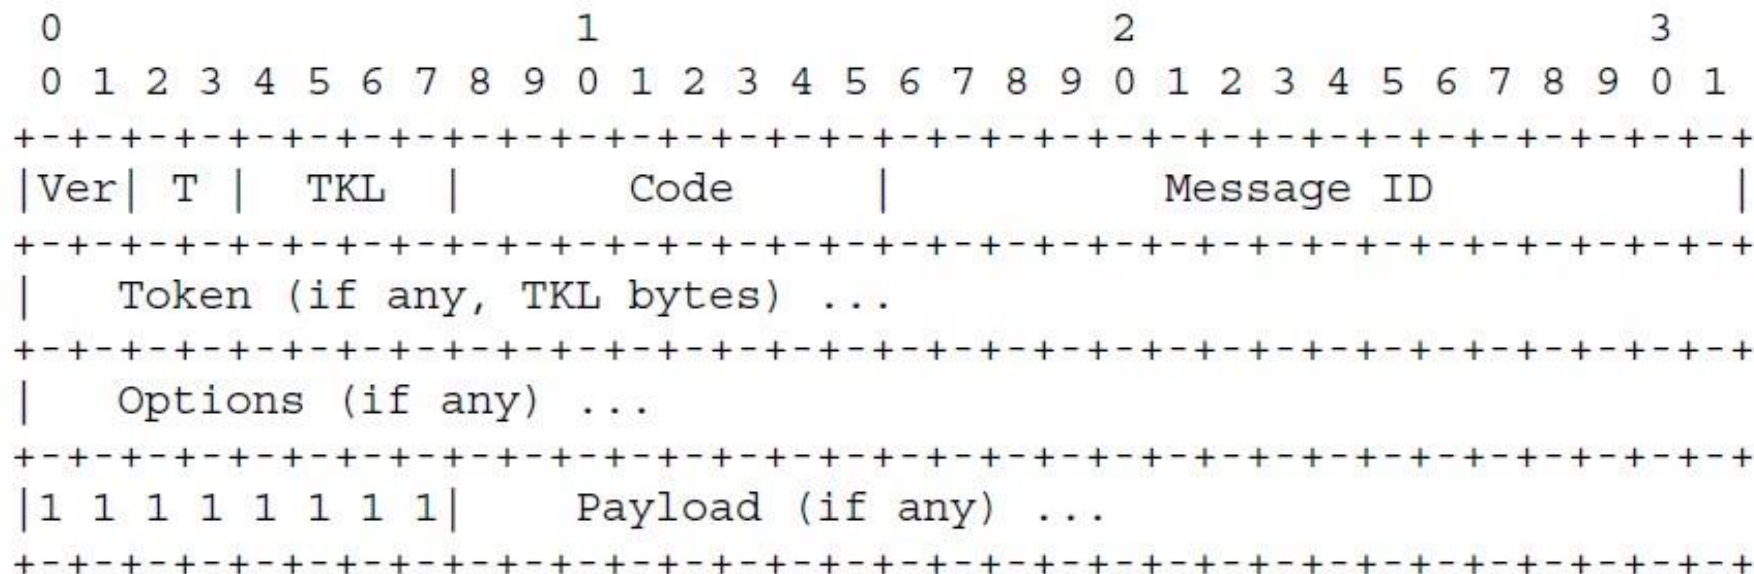 0                   1                   2                   3
 0 1 2 3 4 5 6 7 8 9 0 1 2 3 4 5 6 7 8 9 0 1 2 3 4 5 6 7 8 9 0 1
+-+-+-+-+-+-+-+-+-+-+-+-+-+-+-+-+-+-+-+-+-+-+-+-+-+-+-+-+-+-+-+-+
|Ver| T |  TKL  |      Code     |          Message ID           |
+-+-+-+-+-+-+-+-+-+-+-+-+-+-+-+-+-+-+-+-+-+-+-+-+-+-+-+-+-+-+-+-+
|   Token (if any, TKL bytes) ...
+-+-+-+-+-+-+-+-+-+-+-+-+-+-+-+-+-+-+-+-+-+-+-+-+-+-+-+-+-+-+-+-+
|   Options (if any) ...
+-+-+-+-+-+-+-+-+-+-+-+-+-+-+-+-+-+-+-+-+-+-+-+-+-+-+-+-+-+-+-+-+
|1 1 1 1 1 1 1 1|    Payload (if any) ...
+-+-+-+-+-+-+-+-+-+-+-+-+-+-+-+-+-+-+-+-+-+-+-+-+-+-+-+-+-+-+-+-+